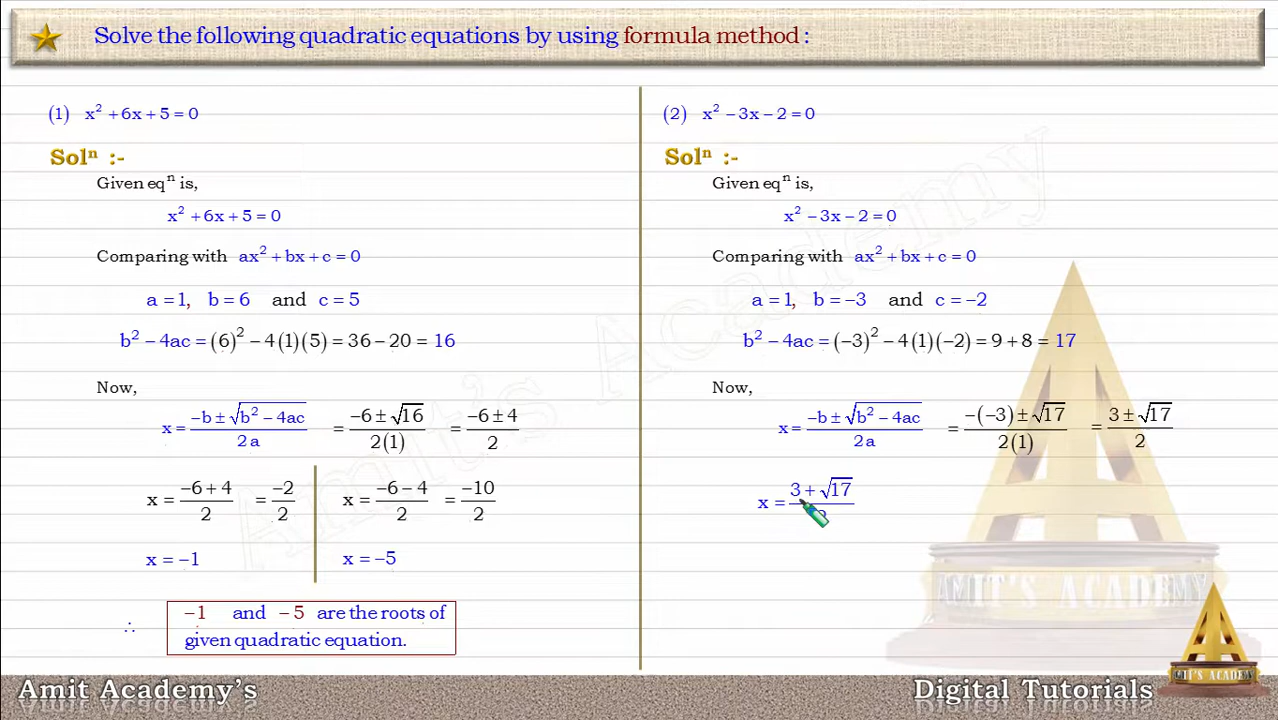 Solve the following quadratic equations by using formula method :
(1) x² + 6x + 5 = 0
Solⁿ :-
Given eqⁿ is,
x² + 6x + 5 = 0
Comparing with ax² + bx + c = 0
a = 1, b = 6 and c = 5
b² − 4ac = (6)² − 4(1)(5) = 36 − 20 = 16
Now,
x = (−b ± √(b² − 4ac))/(2a) = (−6 ± √16)/(2(1)) = (−6 ± 4)/2
x = (−6 + 4)/2 = −2/2
x = −1
x = (−6 − 4)/2 = −10/2
x = −5
∴ −1 and −5 are the roots of
given quadratic equation.
(2) x² − 3x − 2 = 0
Solⁿ :-
Given eqⁿ is,
x² − 3x − 2 = 0
Comparing with ax² + bx + c = 0
a = 1, b = −3 and c = −2
b² − 4ac = (−3)² − 4(1)(−2) = 9 + 8 = 17
Now,
x = (−b ± √(b² − 4ac))/(2a) = (−(−3) ± √17)/(2(1)) = (3 ± √17)/2
x = (3 + √17)/2
Amit's Academy
AMIT'S ACADEMY
Amit Academy's
Digital Tutorials